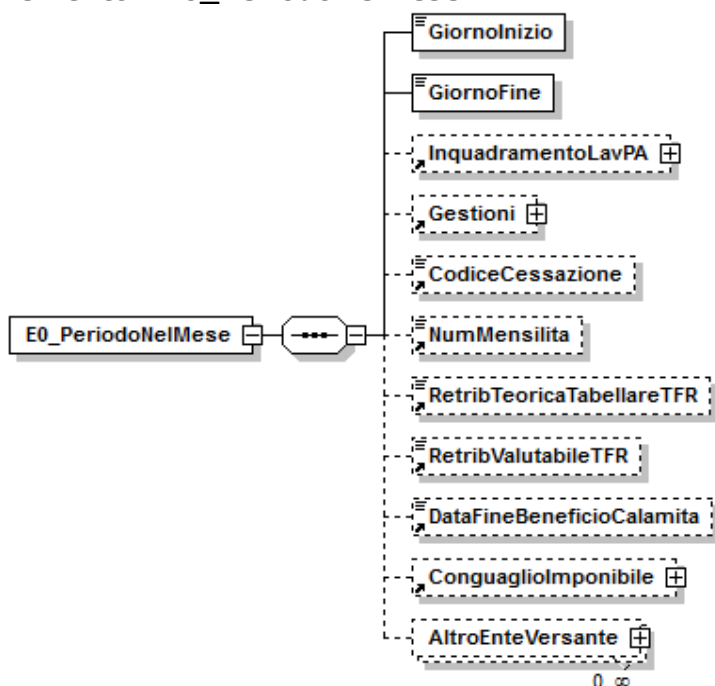 GiornoInizio
GiornoFine
InquadramentoLavPA
Gestioni
CodiceCessazione
E0_PeriodoNelMese
NumMensilita
RetribTeoricaTabellareTFR
RetribValutabileTFR
DataFineBeneficioCalamita
ConguaglioImponibile
AltroEnteVersante
0 ∞